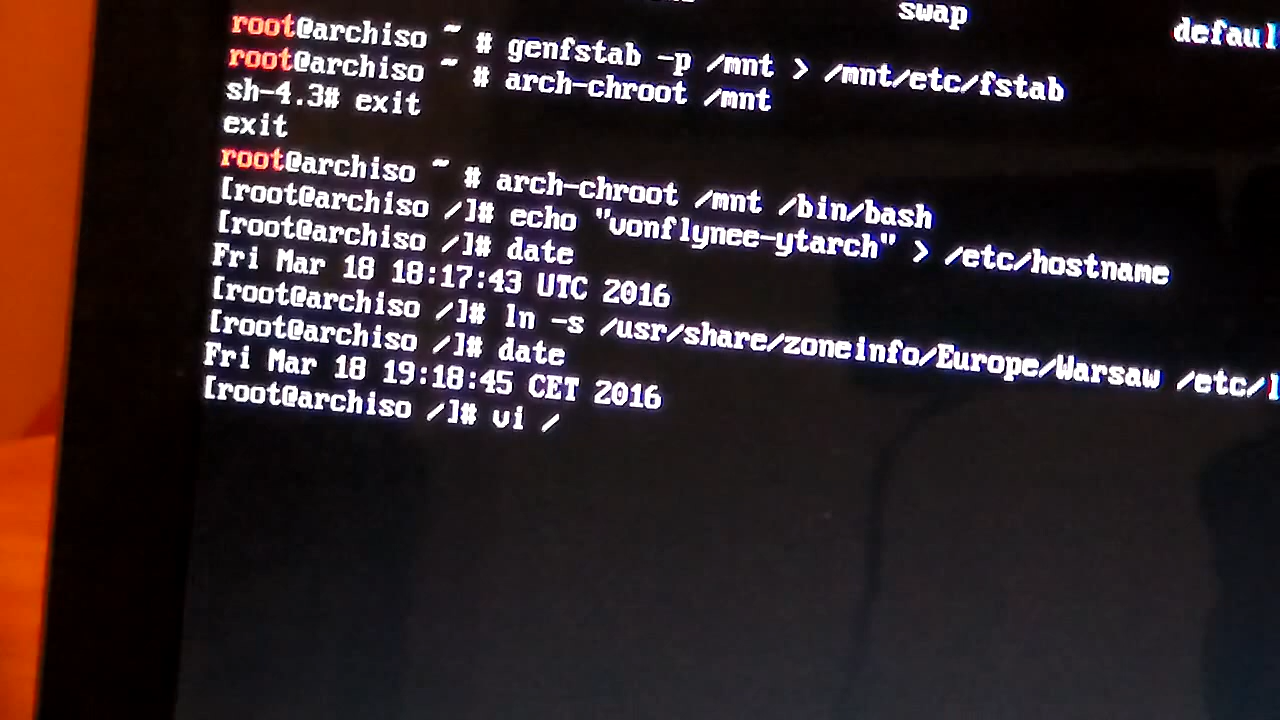 swap
root@archiso ~ # genfstab -p /mnt > /mnt/etc/fstab
root@archiso ~ # arch-chroot /mnt
sh-4.3# exit
exit
root@archiso ~ # arch-chroot /mnt /bin/bash
[root@archiso /]# echo "vonflynee-ytarch" > /etc/hostname
[root@archiso /]# date
Fri Mar 18 18:17:43 UTC 2016
[root@archiso /]# ln -s /usr/share/zoneinfo/Europe/Warsaw /etc/l
[root@archiso /]# date
Fri Mar 18 19:18:45 CET 2016
[root@archiso /]# vi /